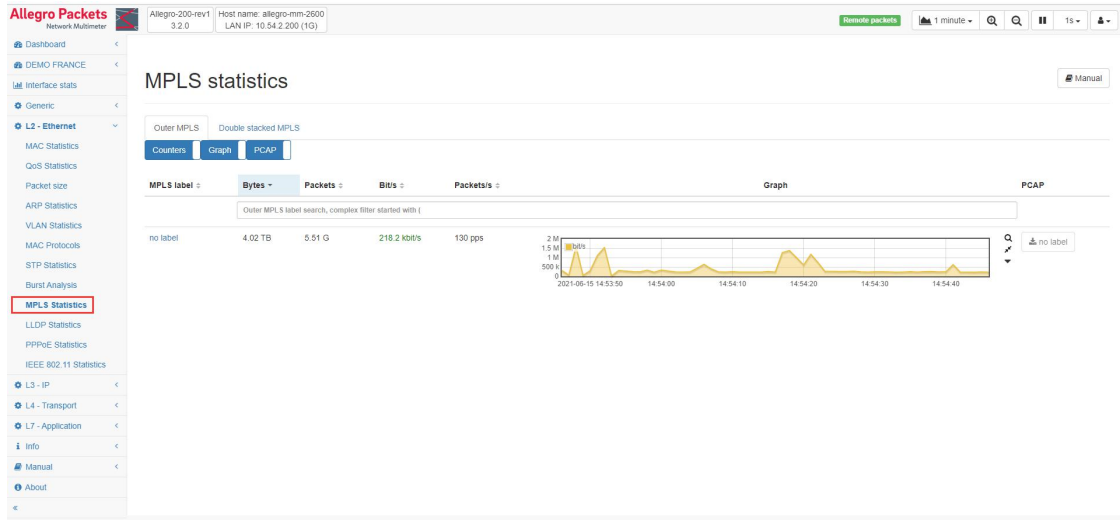 Allegro Packets
Network Multimeter
Allegro-200-rev1
3.2.0
Host name: allegro-mm-2600
LAN IP: 10.54.2.200 (1G)
Remote packets
1 minute
1s
Dashboard
DEMO FRANCE
Interface stats
Generic
L2 - Ethernet
MAC Statistics
QoS Statistics
Packet size
ARP Statistics
VLAN Statistics
MAC Protocols
STP Statistics
Burst Analysis
MPLS Statistics
LLDP Statistics
PPPoE Statistics
IEEE 802.11 Statistics
L3 - IP
L4 - Transport
L7 - Application
Info
Manual
About
MPLS statistics
Manual
Outer MPLS Double stacked MPLS
Counters Graph PCAP
MPLS label Bytes Packets Bit/s Packets/s Graph PCAP
Outer MPLS label search, complex filter started with (
no label 4.02 TB 5.51 G 218.2 kbit/s 130 pps
2 M
1.5 M
1 M
500 k
0
bit/s
2021-06-15 14:53:50 14:54:00 14:54:10 14:54:20 14:54:30 14:54:40
no label